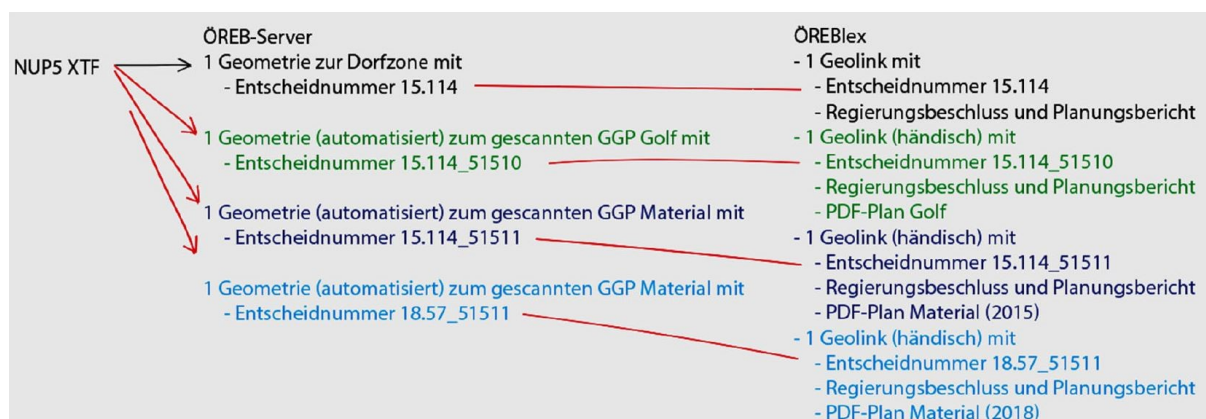 NUP5 XTF
ÖREB-Server
1 Geometrie zur Dorfzone mit
- Entscheidnummer 15.114
1 Geometrie (automatisiert) zum gescannten GGP Golf mit
- Entscheidnummer 15.114_51510
1 Geometrie (automatisiert) zum gescannten GGP Material mit
- Entscheidnummer 15.114_51511
1 Geometrie (automatisiert) zum gescannten GGP Material mit
- Entscheidnummer 18.57_51511
ÖREBlex
- 1 Geolink mit
- Entscheidnummer 15.114
- Regierungsbeschluss und Planungsbericht
- 1 Geolink (händisch) mit
- Entscheidnummer 15.114_51510
- Regierungsbeschluss und Planungsbericht
- PDF-Plan Golf
- 1 Geolink (händisch) mit
- Entscheidnummer 15.114_51511
- Regierungsbeschluss und Planungsbericht
- PDF-Plan Material (2015)
- 1 Geolink (händisch) mit
- Entscheidnummer 18.57_51511
- Regierungsbeschluss und Planungsbericht
- PDF-Plan Material (2018)